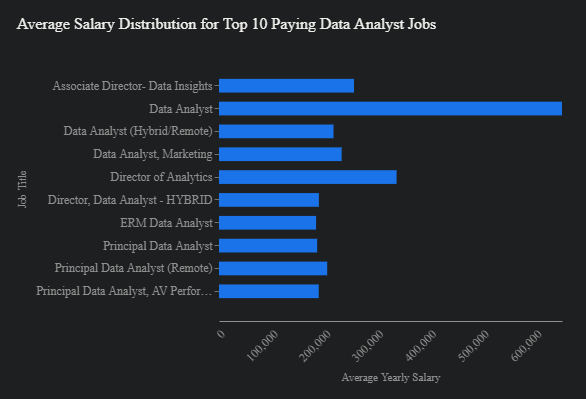 Average Salary Distribution for Top 10 Paying Data Analyst Jobs
Associate Director- Data Insights
Data Analyst
Data Analyst (Hybrid/Remote)
Data Analyst, Marketing
Director of Analytics
Director, Data Analyst - HYBRID
ERM Data Analyst
Principal Data Analyst
Principal Data Analyst (Remote)
Principal Data Analyst, AV Perfor…
Job Title
0
100,000
200,000
300,000
400,000
500,000
600,000
Average Yearly Salary